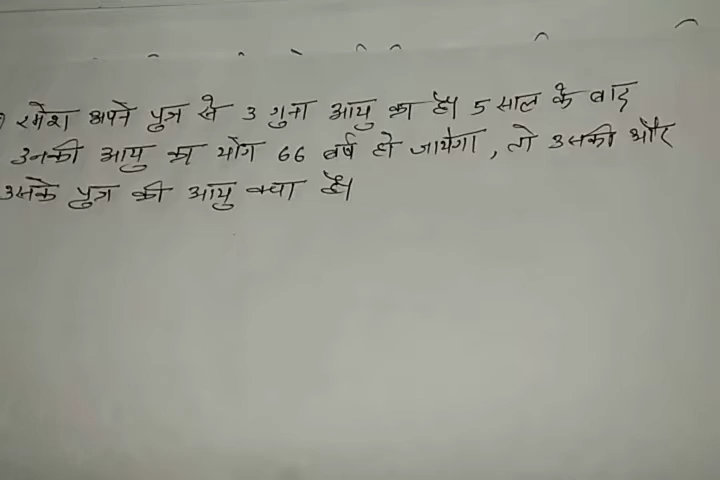 रमेश अपने पुत्र से 3 गुना आयु का है। 5 साल के बाद
उनकी आयु का योग 66 वर्ष हो जायेगा, तो उसकी और
उसके पुत्र की आयु क्या है।